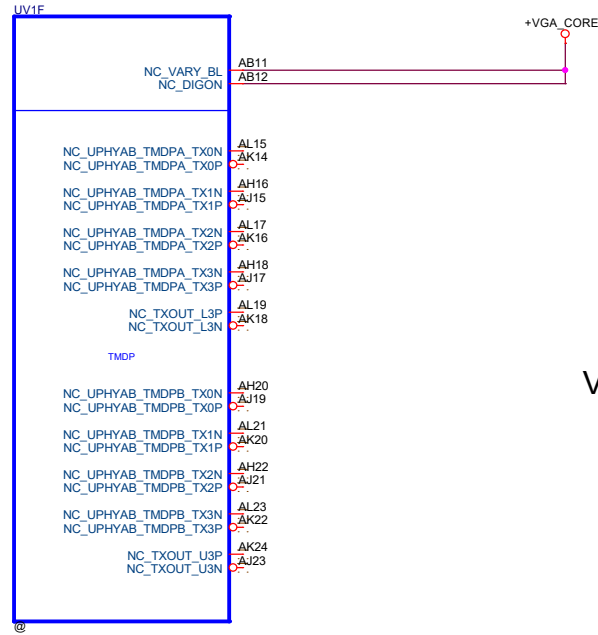 UV1F
+VGA_CORE
NC_VARY_BL AB11
NC_DIGON AB12
NC_UPHYAB_TMDPA_TX0N AL15
NC_UPHYAB_TMDPA_TX0P AK14
NC_UPHYAB_TMDPA_TX1N AH16
NC_UPHYAB_TMDPA_TX1P AJ15
NC_UPHYAB_TMDPA_TX2N AL17
NC_UPHYAB_TMDPA_TX2P AK16
NC_UPHYAB_TMDPA_TX3N AH18
NC_UPHYAB_TMDPA_TX3P AJ17
NC_TXOUT_L3P AL19
NC_TXOUT_L3N AK18
TMDP
V
NC_UPHYAB_TMDPB_TX0N AH20
NC_UPHYAB_TMDPB_TX0P AJ19
NC_UPHYAB_TMDPB_TX1N AL21
NC_UPHYAB_TMDPB_TX1P AK20
NC_UPHYAB_TMDPB_TX2N AH22
NC_UPHYAB_TMDPB_TX2P AJ21
NC_UPHYAB_TMDPB_TX3N AL23
NC_UPHYAB_TMDPB_TX3P AK22
NC_TXOUT_U3P AK24
NC_TXOUT_U3N AJ23
@